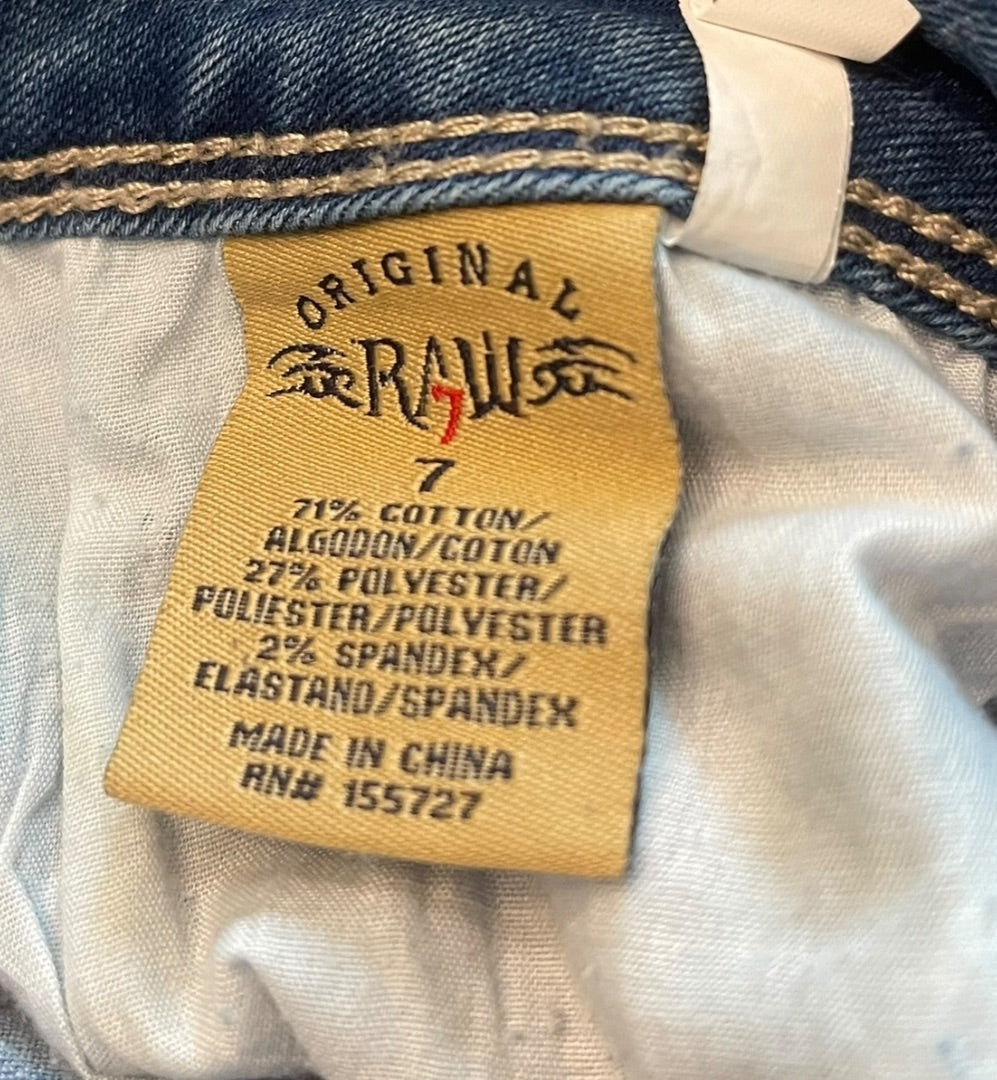 ORIGINAL
RAW
7
7
71% COTTON/
ALGODON/COTON
27% POLYESTER/
POLIESTER/POLYESTER
2% SPANDEX/
ELASTANO/SPANDEX
MADE IN CHINA
RN# 155727